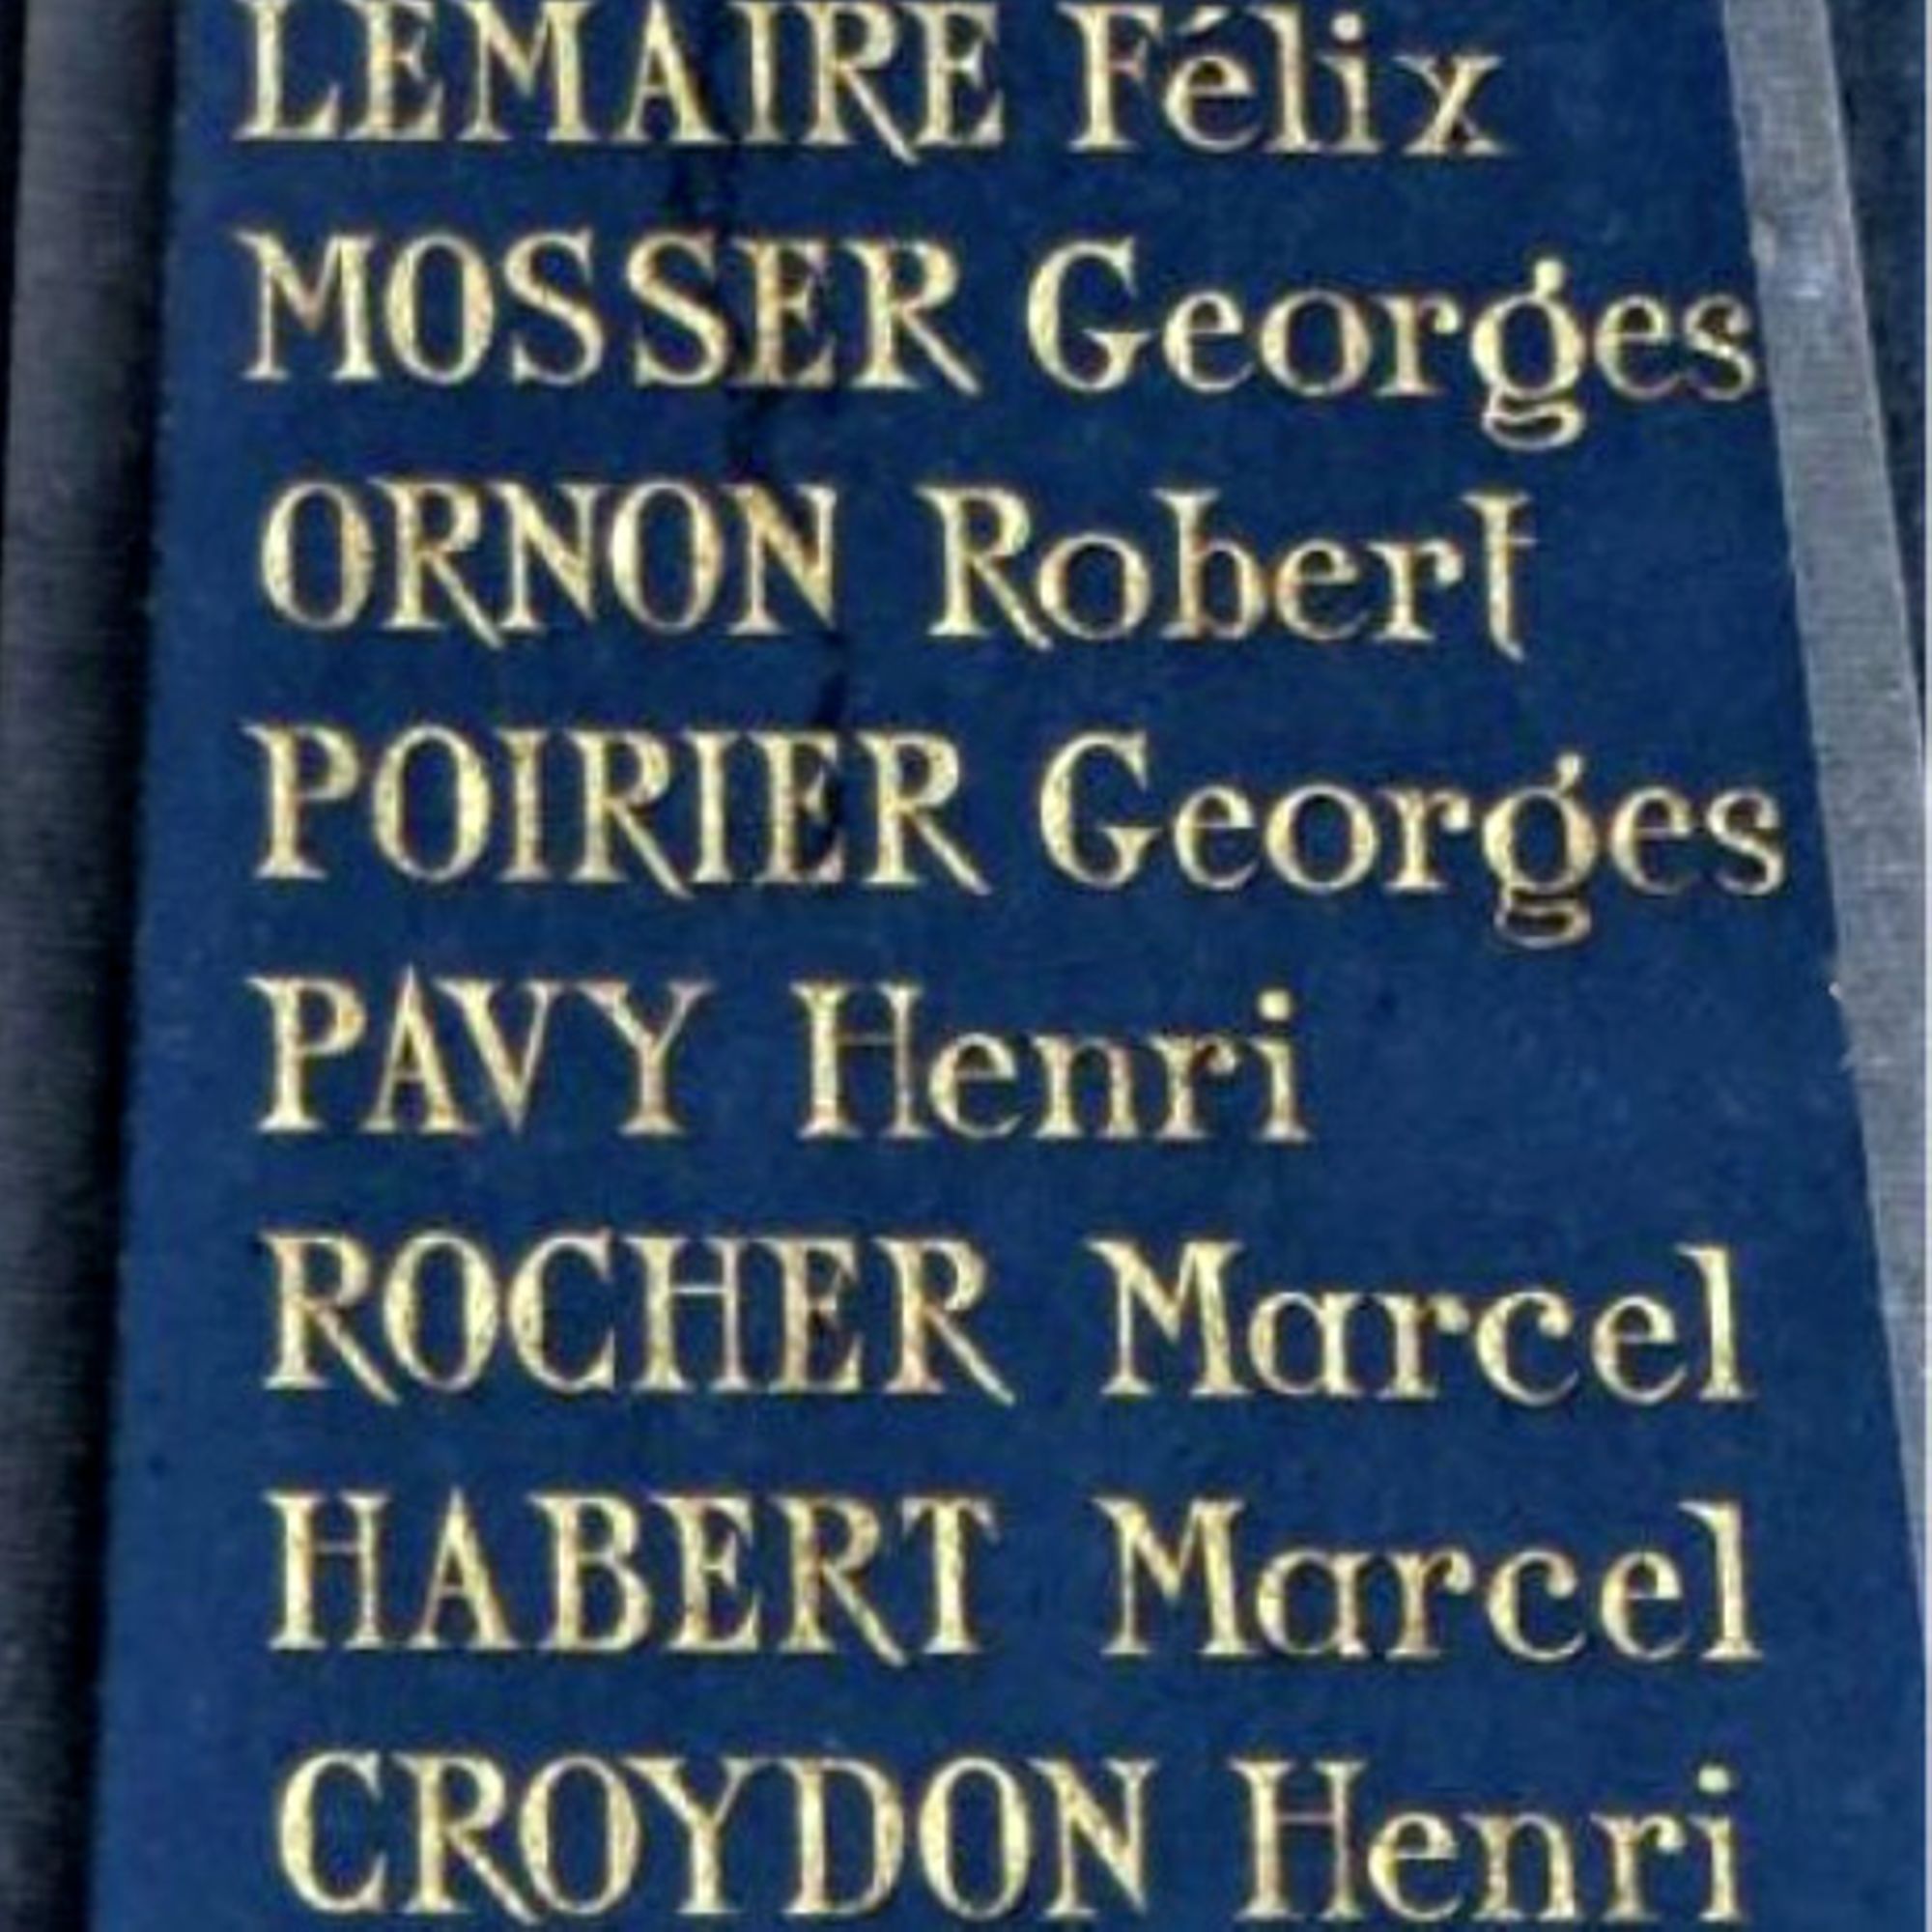 LEMAIRE Félix
MOSSER Georges
ORNON Robert
POIRIER Georges
PAVY Henri
ROCHER Marcel
HABERT Marcel
CROYDON Henri